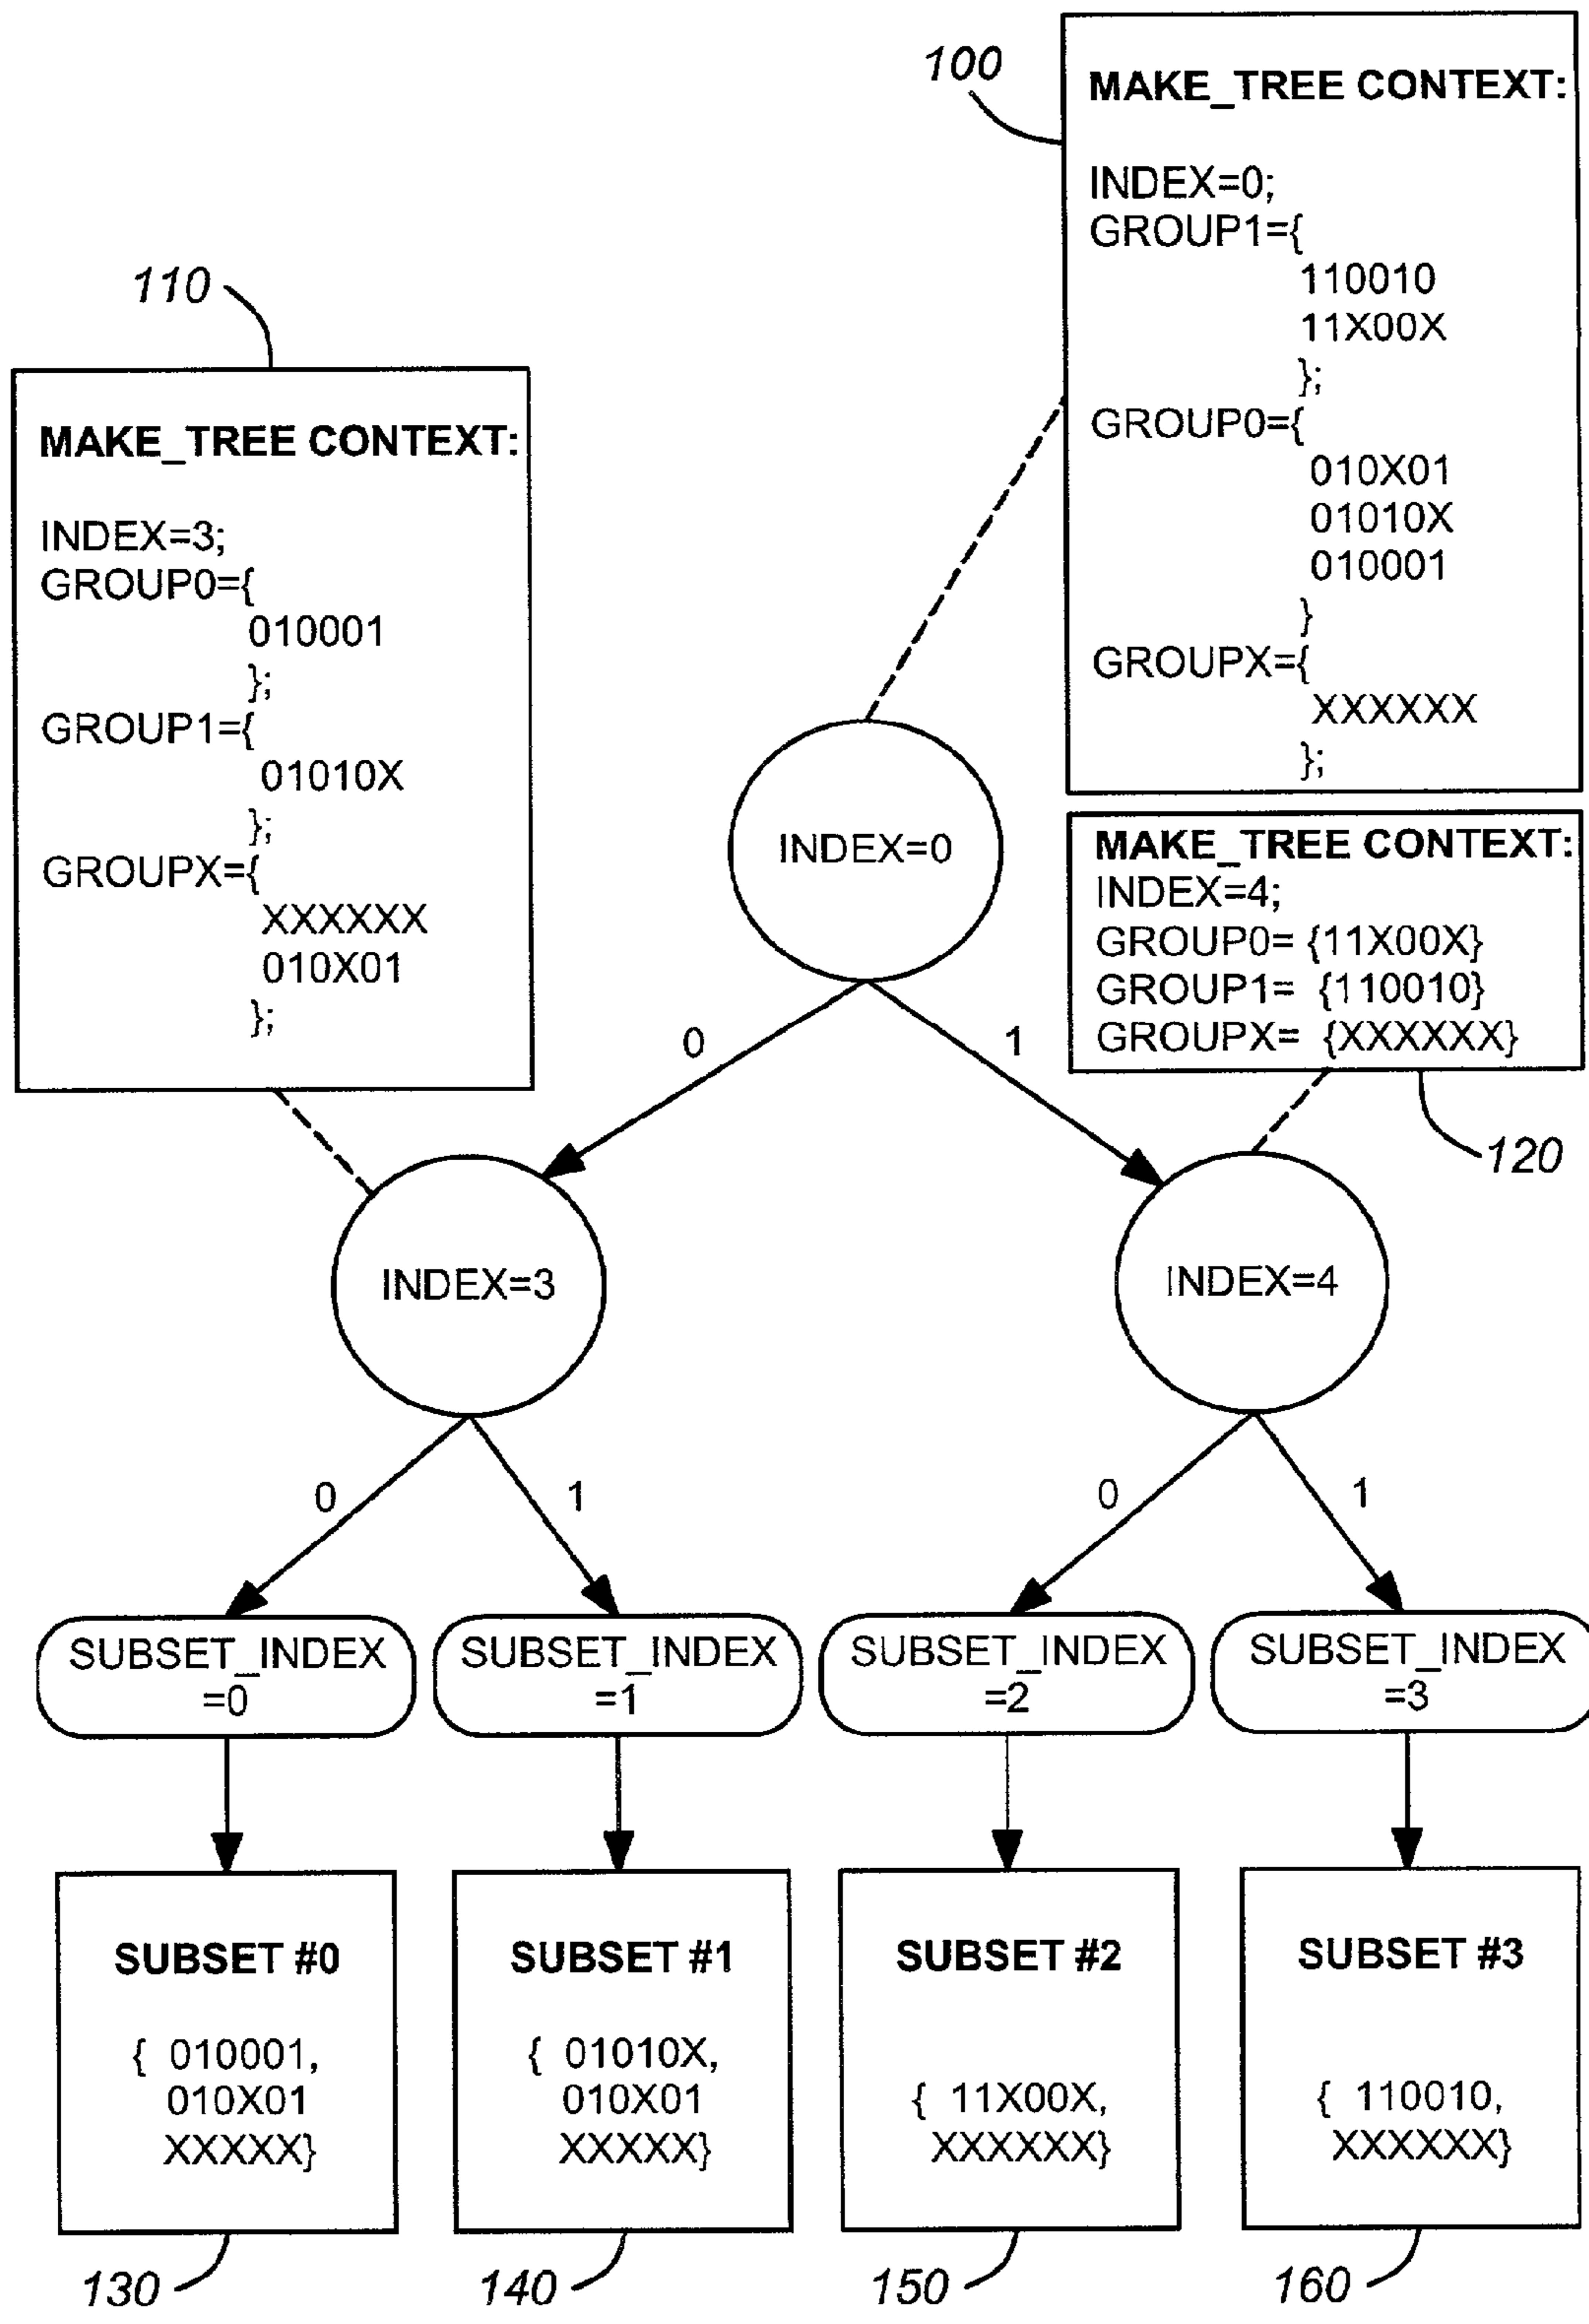 100
MAKE_TREE CONTEXT:
INDEX=0;
GROUP1={
110010
11X00X
};
GROUP0={
010X01
01010X
010001
}
GROUPX={
XXXXXX
};
110
MAKE_TREE CONTEXT:
INDEX=3;
GROUP0={
010001
};
GROUP1={
01010X
};
GROUPX={
XXXXXX
010X01
};
INDEX=0
MAKE_TREE CONTEXT:
INDEX=4;
GROUP0= {11X00X}
GROUP1= {110010}
GROUPX= {XXXXXX}
120
0
1
INDEX=3
INDEX=4
0
1
0
1
SUBSET_INDEX
=0
SUBSET_INDEX
=1
SUBSET_INDEX
=2
SUBSET_INDEX
=3
SUBSET #0
{ 010001,
010X01
XXXXX}
SUBSET #1
{ 01010X,
010X01
XXXXX}
SUBSET #2
{ 11X00X,
XXXXXX}
SUBSET #3
{ 110010,
XXXXXX}
130
140
150
160